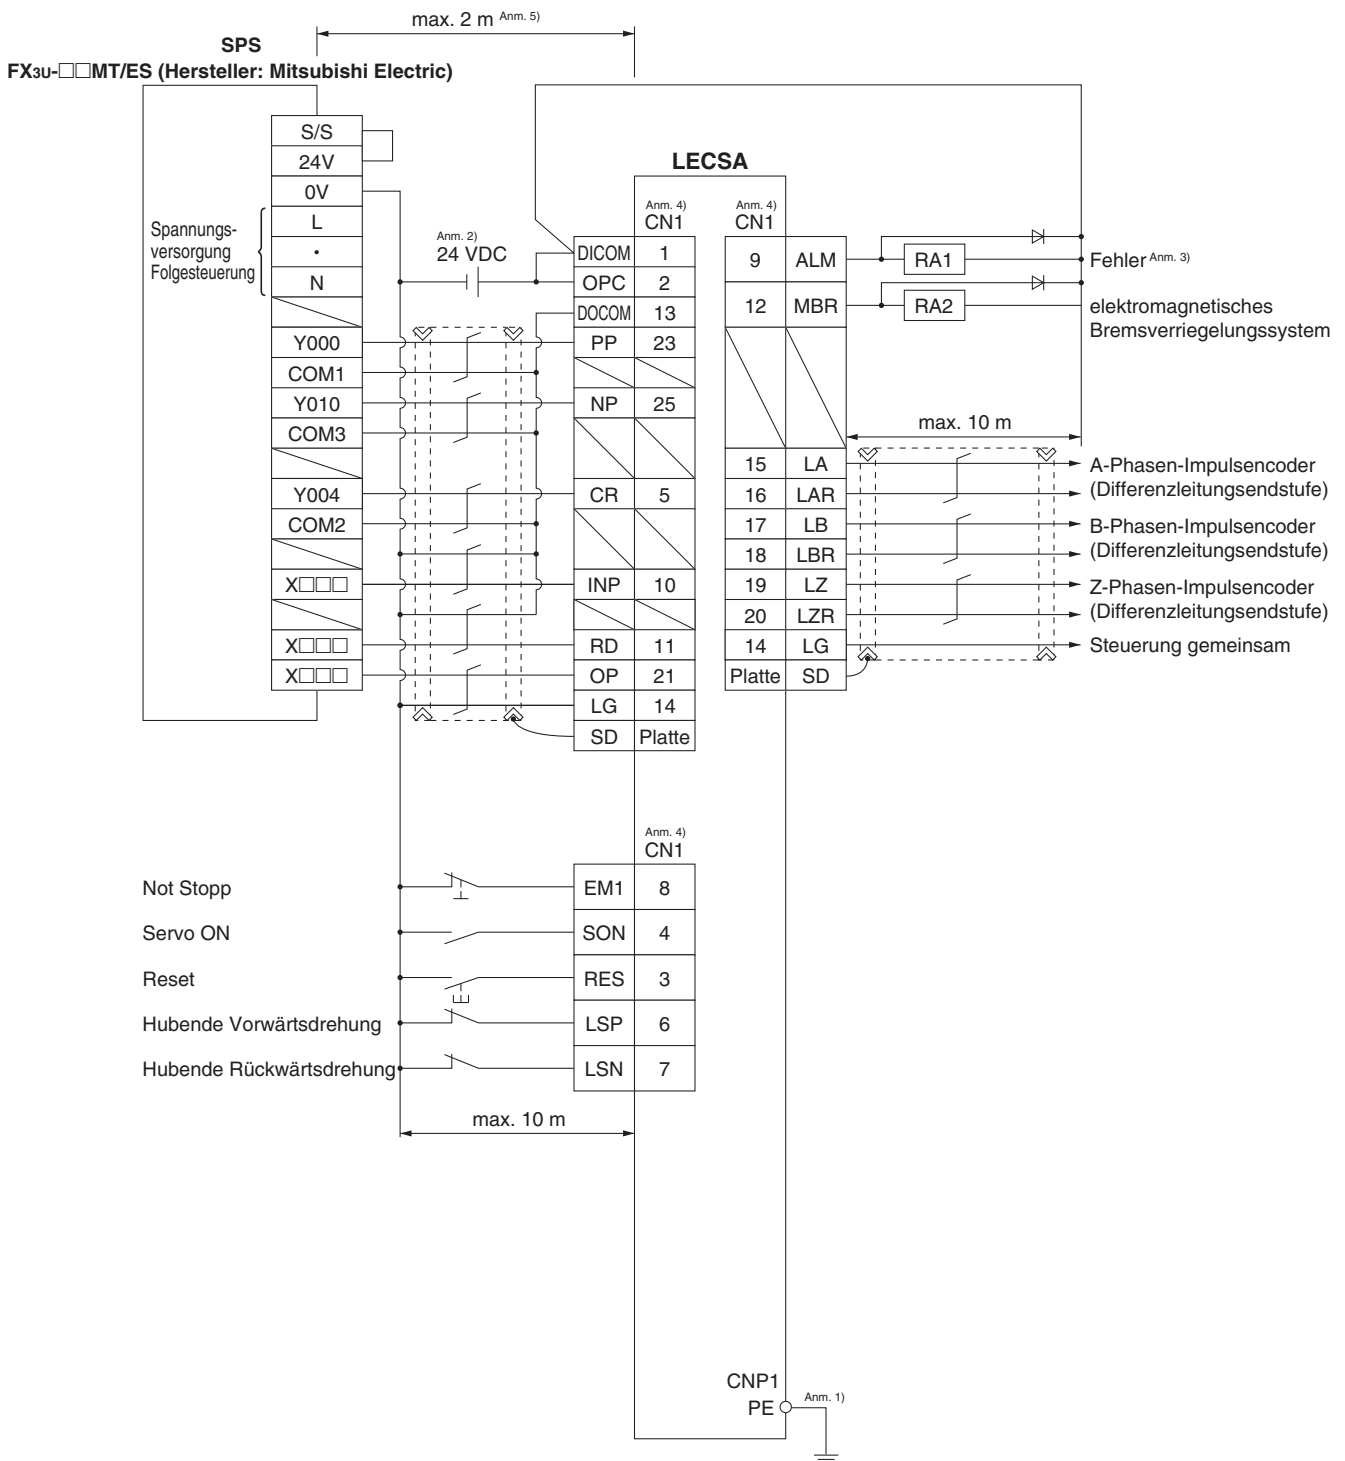 max. 2 m Anm. 5)
SPS
FX3U-□□MT/ES (Hersteller: Mitsubishi Electric)
S/S
24V
0V
L
•
N
Spannungs-
versorgung
Folgesteuerung
Y000
COM1
Y010
COM3
Y004
COM2
X□□□
X□□□
X□□□
Anm. 2)
24 VDC
LECSA
Anm. 4)
CN1
DICOM 1
OPC 2
DOCOM 13
PP 23
NP 25
CR 5
INP 10
RD 11
OP 21
LG 14
SD Platte
Anm. 4)
CN1
9 ALM
12 MBR
15 LA
16 LAR
17 LB
18 LBR
19 LZ
20 LZR
14 LG
Platte SD
RA1
Fehler Anm. 3)
RA2
elektromagnetisches
Bremsverriegelungssystem
max. 10 m
A-Phasen-Impulsencoder
(Differenzleitungsendstufe)
B-Phasen-Impulsencoder
(Differenzleitungsendstufe)
Z-Phasen-Impulsencoder
(Differenzleitungsendstufe)
Steuerung gemeinsam
Anm. 4)
CN1
Not Stopp EM1 8
Servo ON SON 4
Reset RES 3
Hubende Vorwärtsdrehung LSP 6
Hubende Rückwärtsdrehung LSN 7
max. 10 m
CNP1
PE Anm. 1)